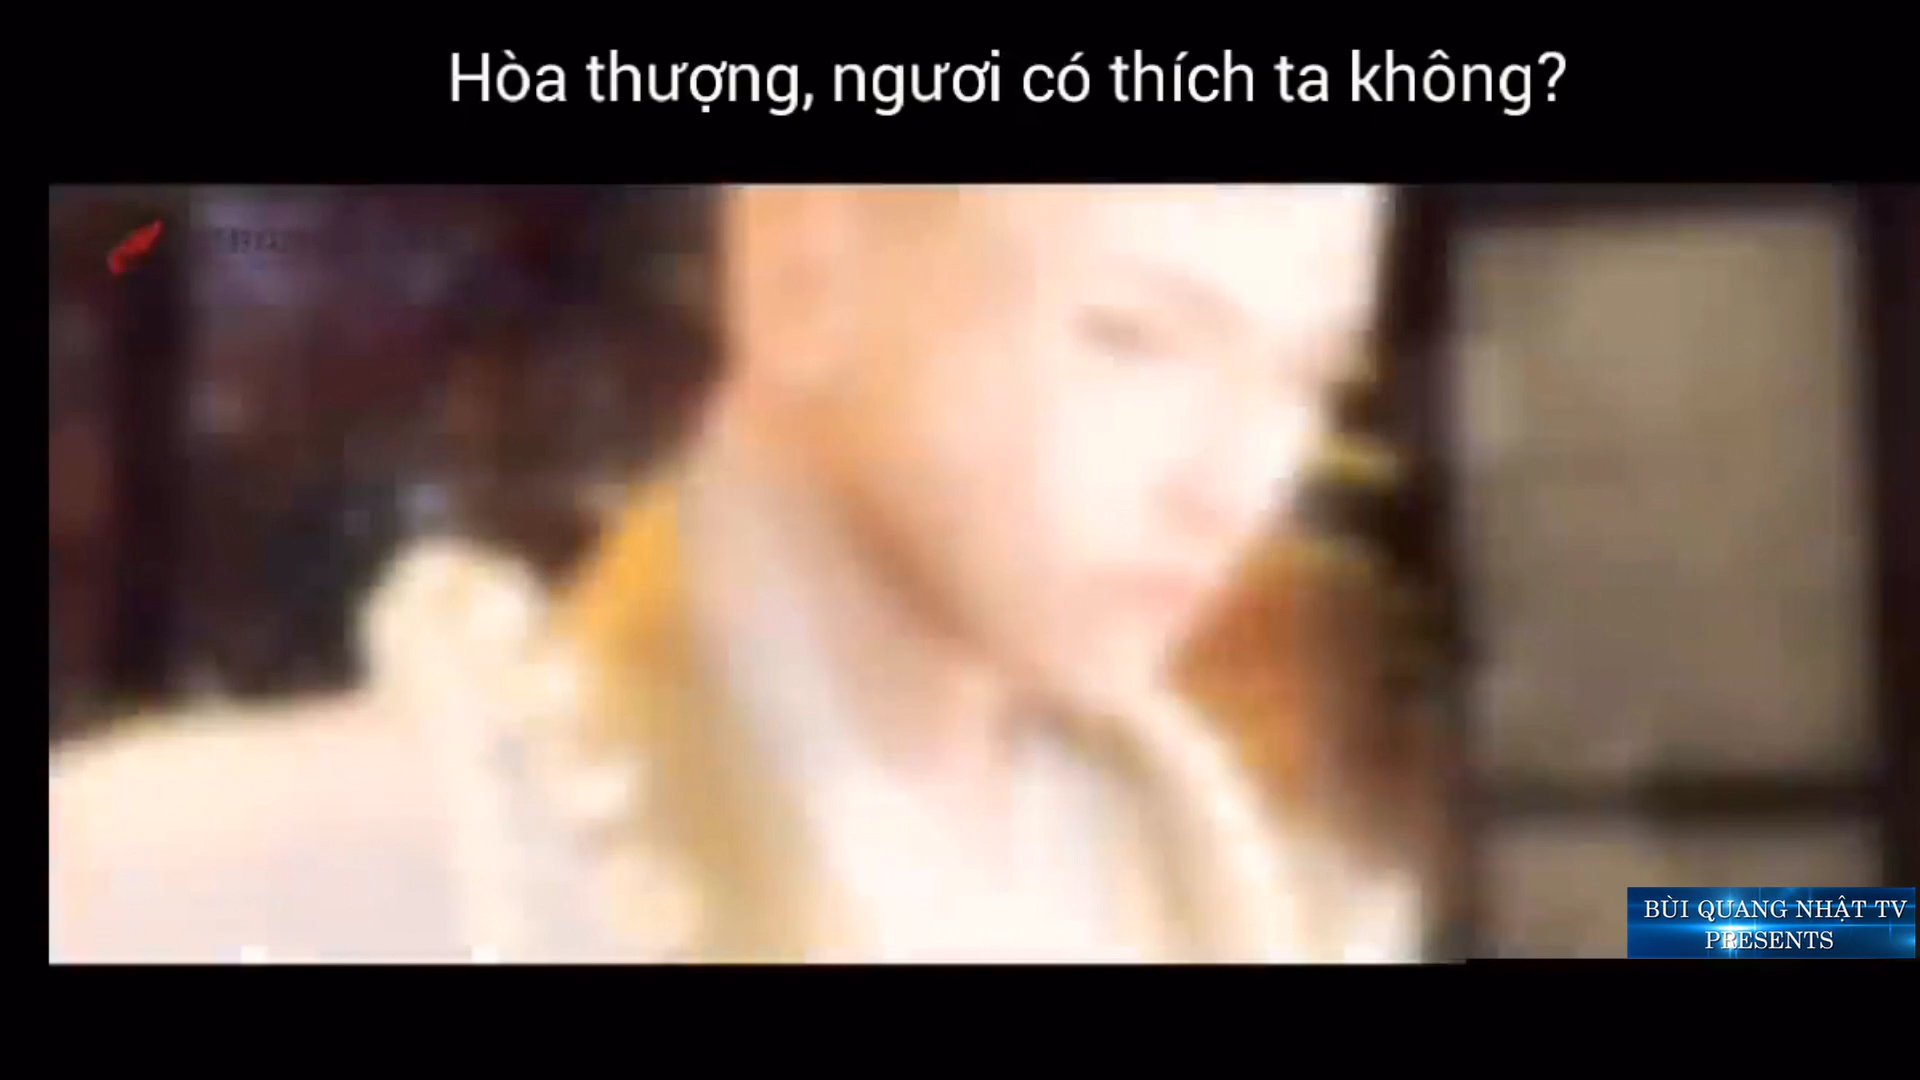 Hòa thượng, ngươi có thích ta không?
BÙI QUANG NHẬT TV
PRESENTS